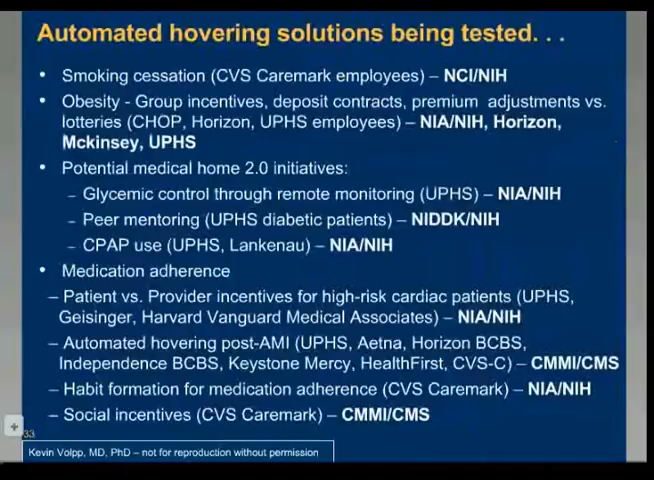 Automated hovering solutions being tested. . .
• Smoking cessation (CVS Caremark employees) – NCI/NIH
• Obesity - Group incentives, deposit contracts, premium adjustments vs.
lotteries (CHOP, Horizon, UPHS employees) – NIA/NIH, Horizon,
Mckinsey, UPHS
• Potential medical home 2.0 initiatives:
– Glycemic control through remote monitoring (UPHS) – NIA/NIH
– Peer mentoring (UPHS diabetic patients) – NIDDK/NIH
– CPAP use (UPHS, Lankenau) – NIA/NIH
• Medication adherence
– Patient vs. Provider incentives for high-risk cardiac patients (UPHS,
Geisinger, Harvard Vanguard Medical Associates) – NIA/NIH
– Automated hovering post-AMI (UPHS, Aetna, Horizon BCBS,
Independence BCBS, Keystone Mercy, HealthFirst, CVS-C) – CMMI/CMS
– Habit formation for medication adherence (CVS Caremark) – NIA/NIH
– Social incentives (CVS Caremark) – CMMI/CMS
33
Kevin Volpp, MD, PhD – not for reproduction without permission